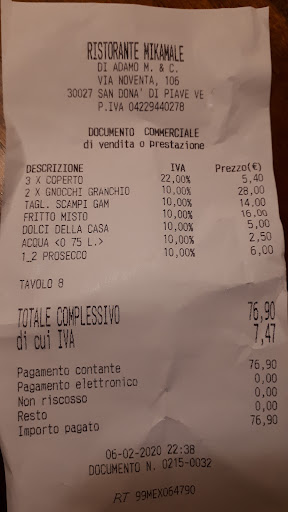 RISTORANTE MIKAMALE
DI ADAMO M. & C.
VIA NOVENTA, 106
30027 SAN DONA' DI PIAVE VE
P.IVA 04229440278
DOCUMENTO COMMERCIALE
di vendita o prestazione
DESCRIZIONE IVA Prezzo(€)
3 X COPERTO 22,00% 5,40
2 X GNOCCHI GRANCHIO 10,00% 28,00
TAGL. SCAMPI GAM 10,00% 14,00
FRITTO MISTO 10,00% 16,00
DOLCI DELLA CASA 10,00% 5,00
ACQUA <0 75 L.> 10,00% 2,50
1_2 PROSECCO 10,00% 6,00
TAVOLO 8
TOTALE COMPLESSIVO 76,90
di cui IVA 7,47
Pagamento contante 76,90
Pagamento elettronico 0,00
Non riscosso 0,00
Resto 0,00
Importo pagato 76,90
06-02-2020 22:38
DOCUMENTO N. 0215-0032
RT 99MEX064790